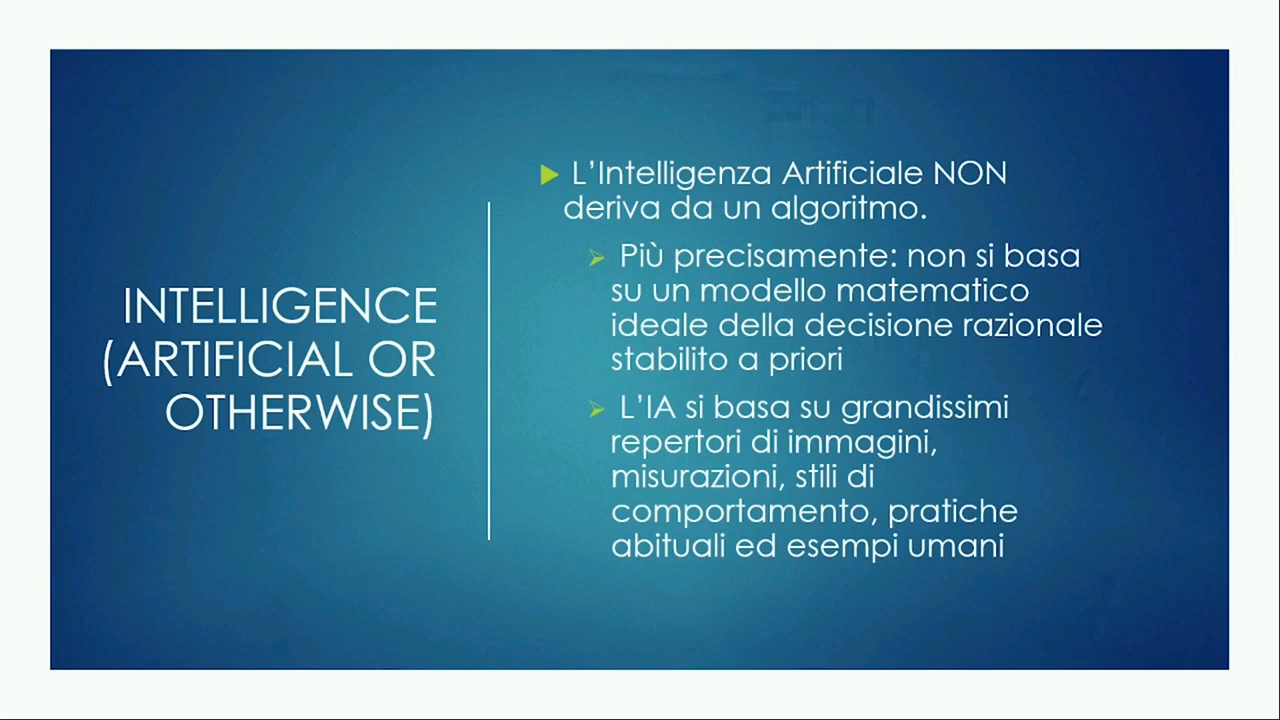 INTELLIGENCE
(ARTIFICIAL OR
OTHERWISE)
L’Intelligenza Artificiale NON
deriva da un algoritmo.
Più precisamente: non si basa
su un modello matematico
ideale della decisione razionale
stabilito a priori
L’IA si basa su grandissimi
repertori di immagini,
misurazioni, stili di
comportamento, pratiche
abituali ed esempi umani